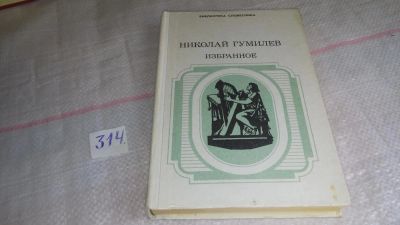 БИБЛИОТЕКА СЛОВЕСНИКА
НИКОЛАЙ ГУМИЛЕВ
ИЗБРАННОЕ
314